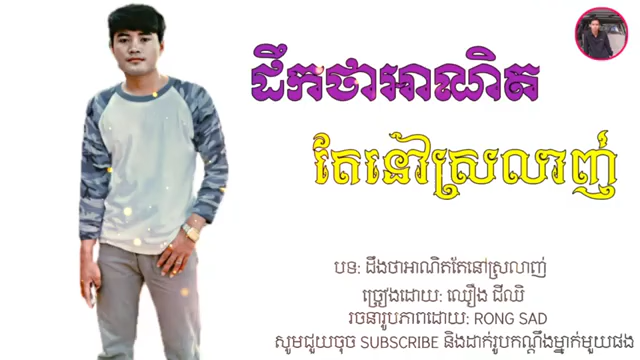 ដឹកថាអាណិត
តែនៅស្រលាញ់
បទ: ដឹងថាអាណិតតែនៅស្រលាញ់
ច្រៀងដោយ: ឈឿង ជីឈិ
រចនារូបភាពដោយ: RONG SAD
សូមជួយចុច SUBSCRIBE និងដាក់រូបកណ្ដឹងម្នាក់មួយផង